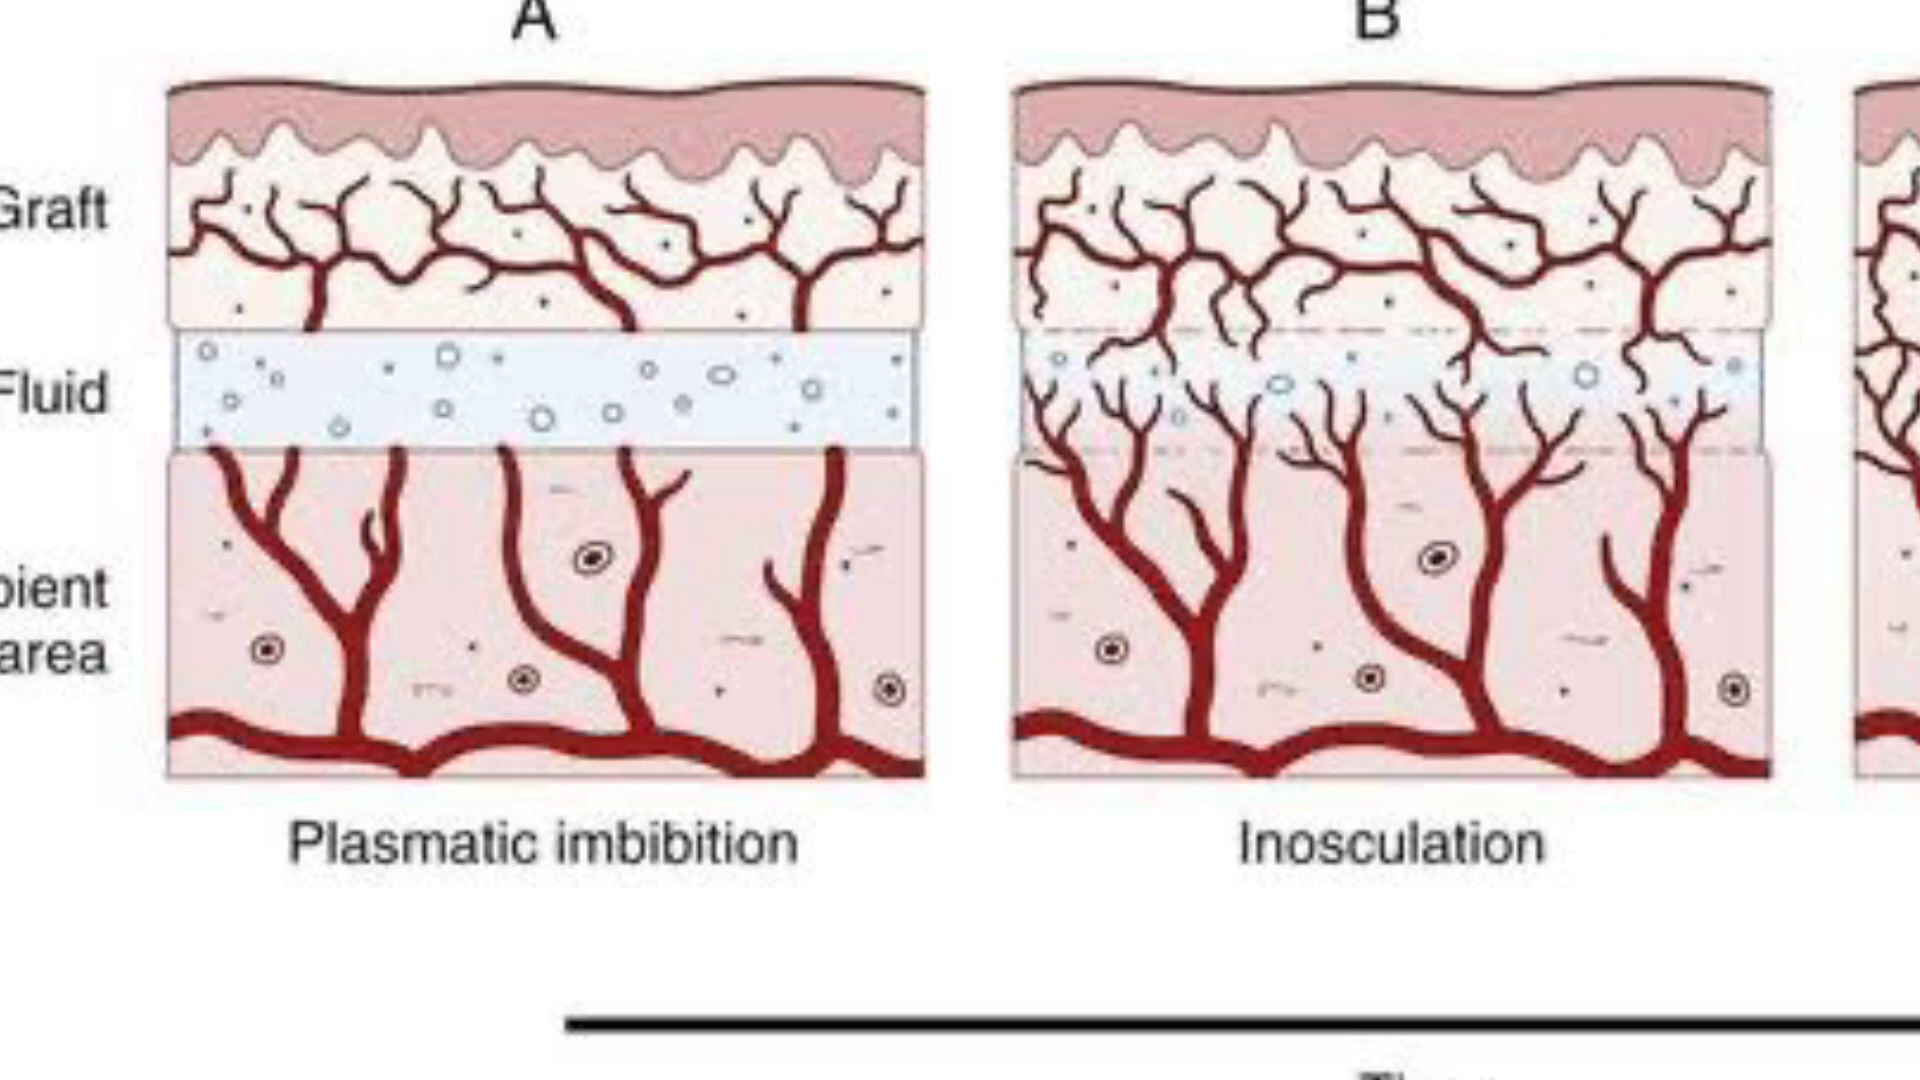 A
B
Graft
Fluid
area
Plasmatic imbibition
Inosculation